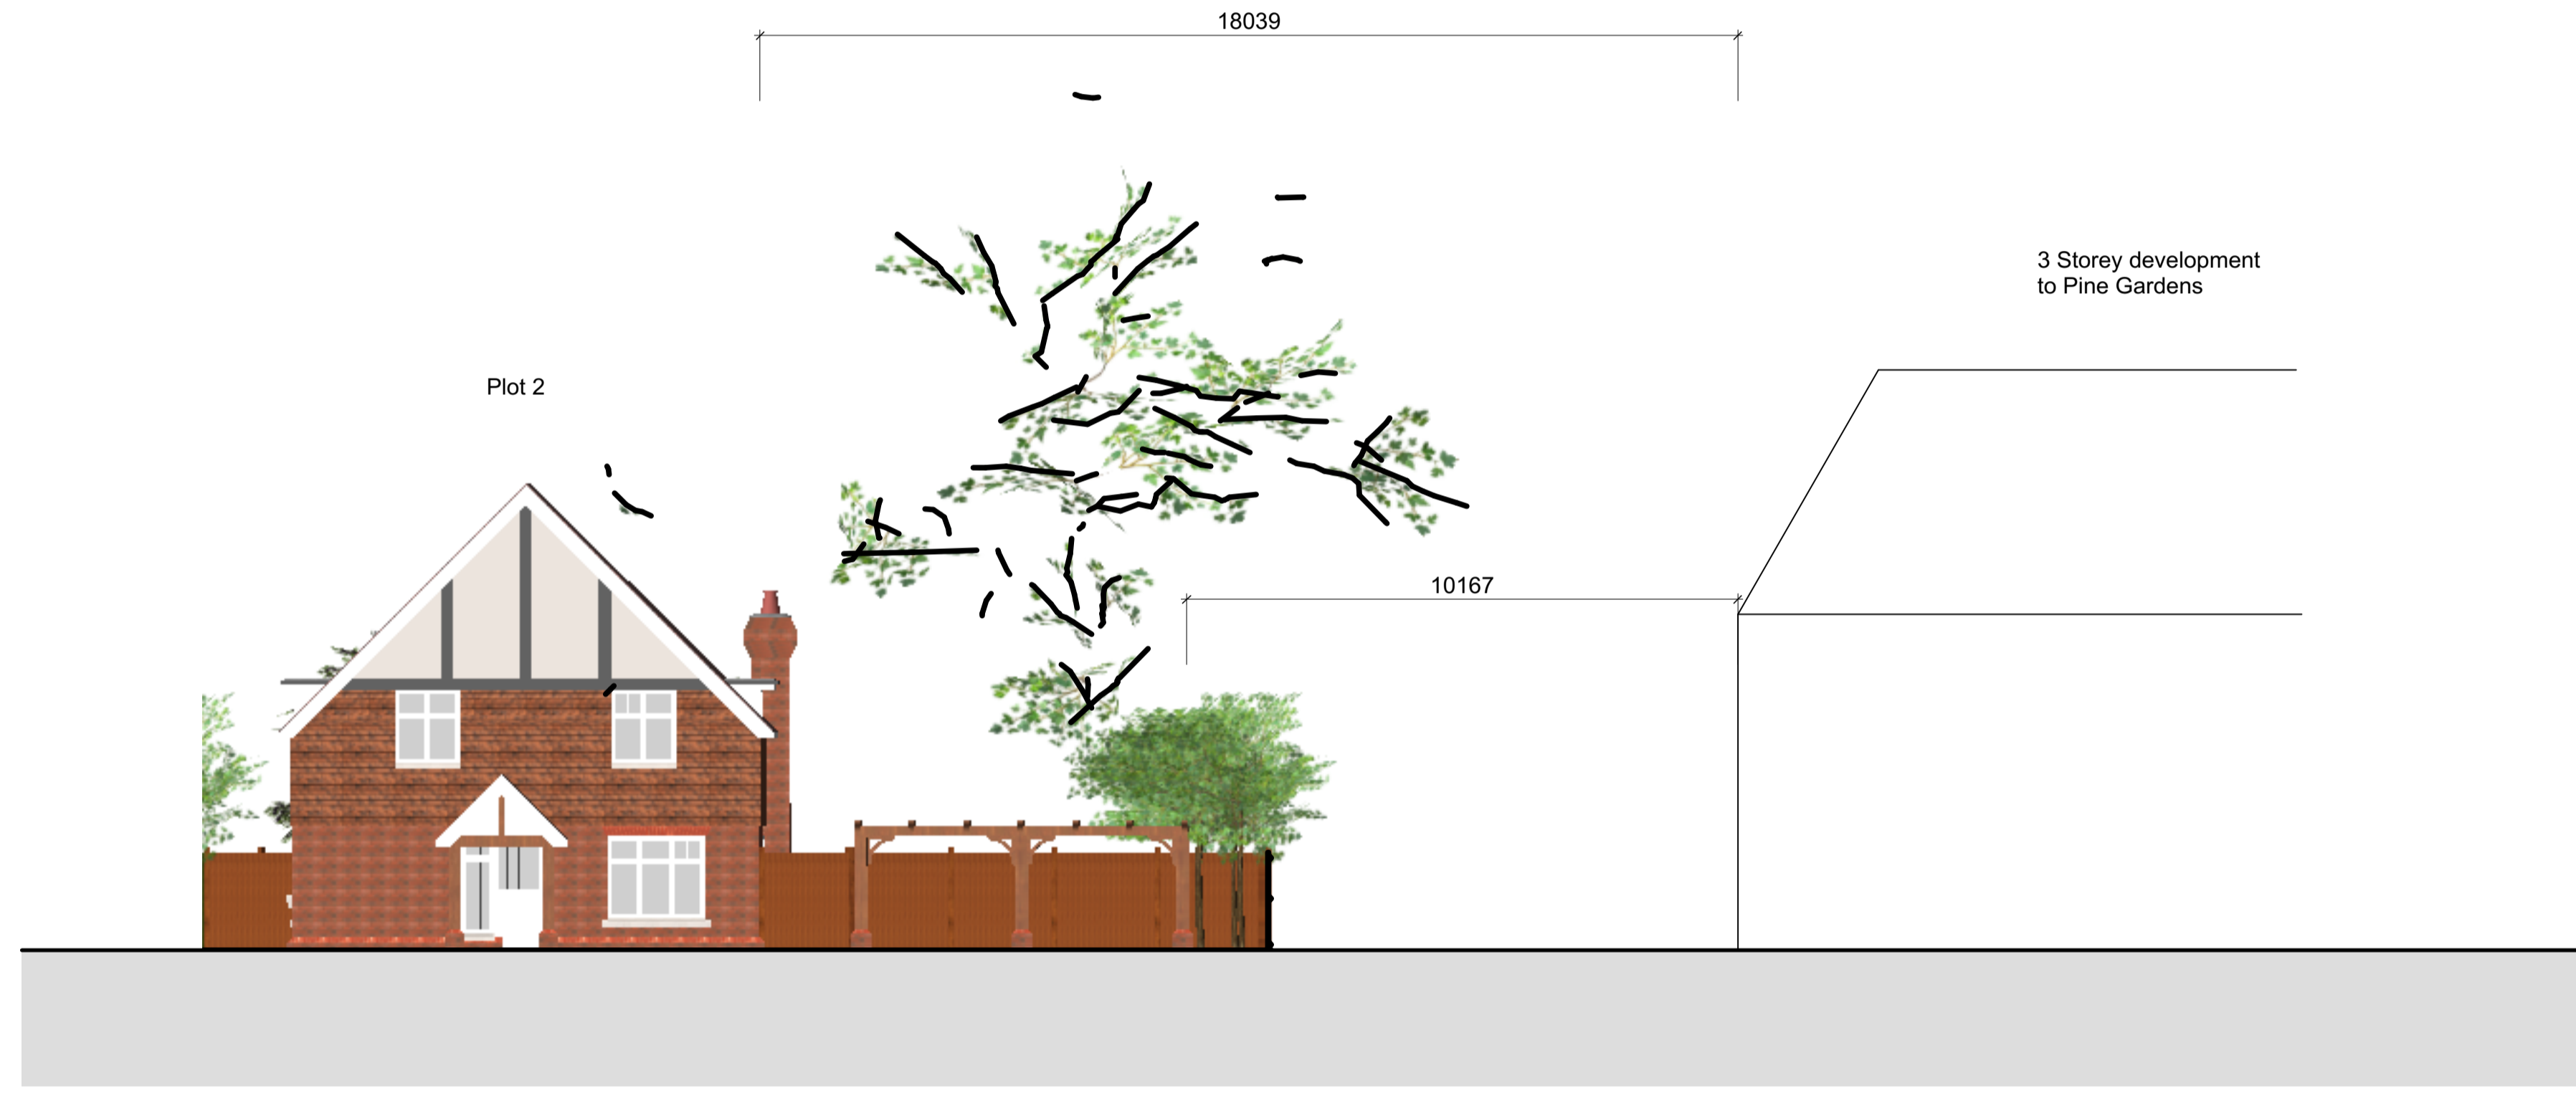 18039
3 Storey development
to Pine Gardens
Plot 2
10167